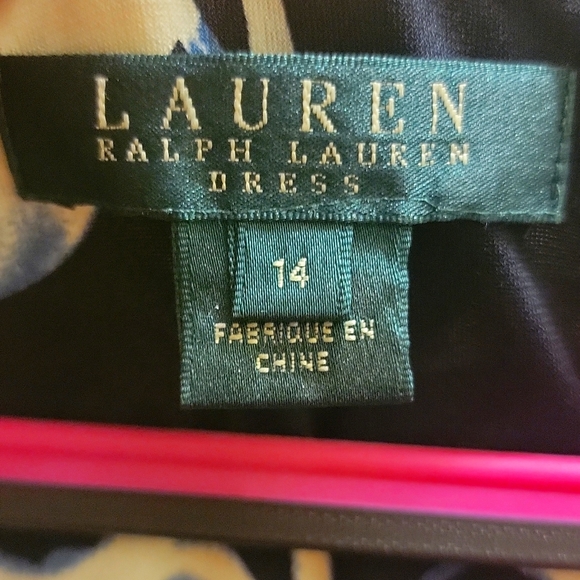 LAUREN
RALPH LAUREN
DRESS
14
FABRIQUE EN
CHINE